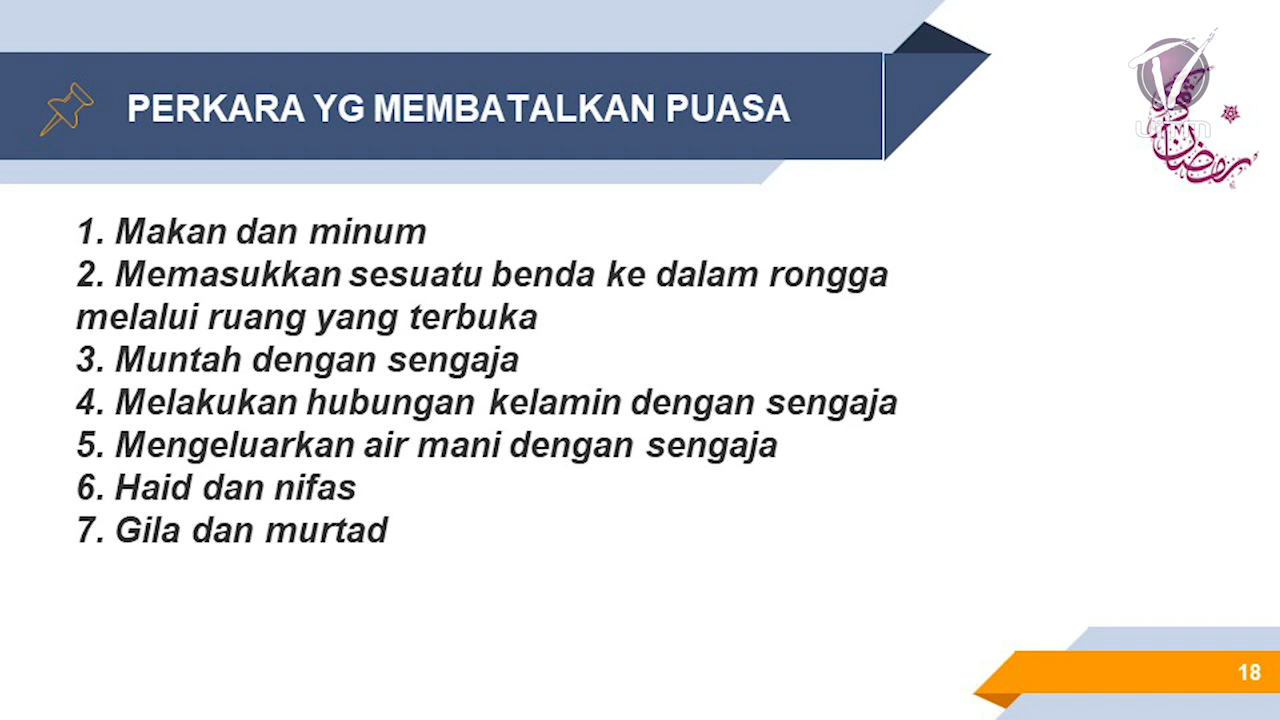 PERKARA YG MEMBATALKAN PUASA
1. Makan dan minum
2. Memasukkan sesuatu benda ke dalam rongga
melalui ruang yang terbuka
3. Muntah dengan sengaja
4. Melakukan hubungan kelamin dengan sengaja
5. Mengeluarkan air mani dengan sengaja
6. Haid dan nifas
7. Gila dan murtad
18